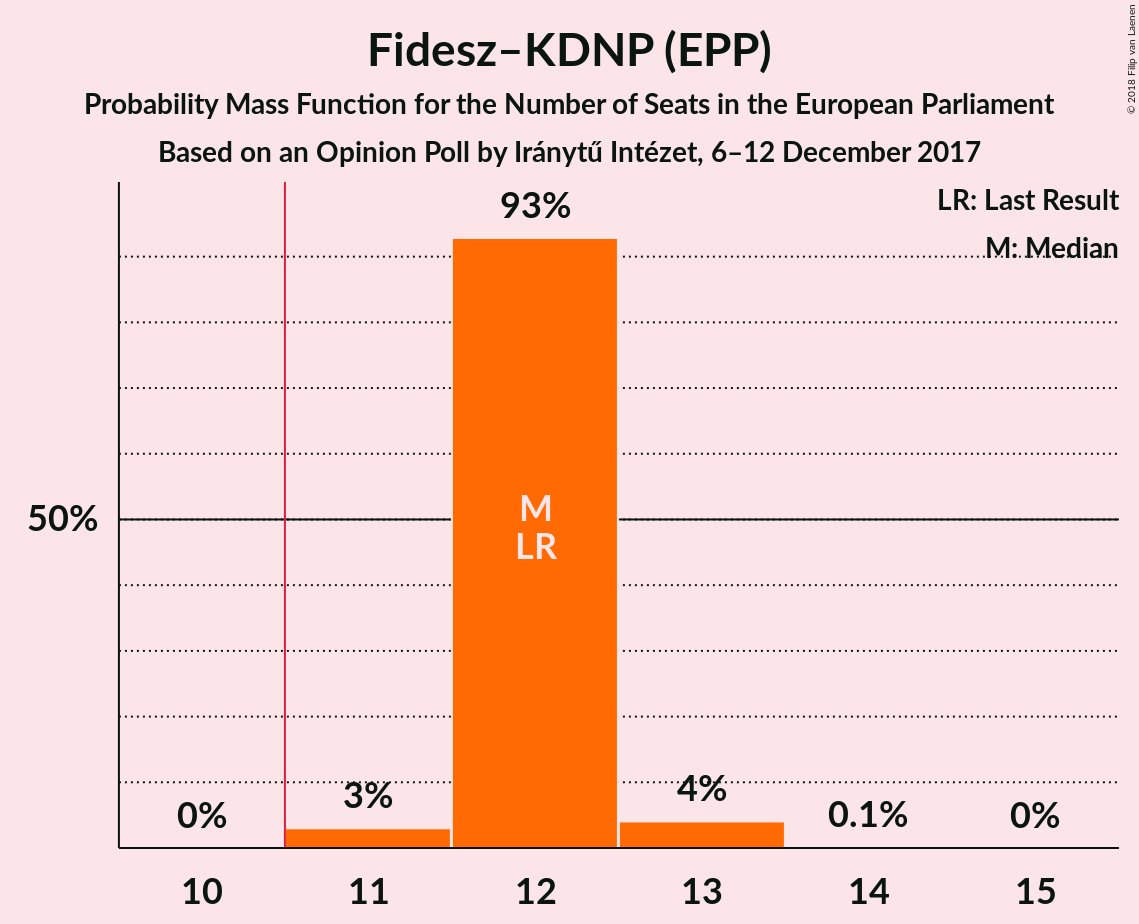 Fidesz–KDNP (EPP)
Probability Mass Function for the Number of Seats in the European Parliament
Based on an Opinion Poll by Iránytű Intézet, 6–12 December 2017
© 2018 Filip van Laenen
LR: Last Result
M: Median
93%
50%
M
LR
0%
3%
4%
0.1%
0%
10
11
12
13
14
15